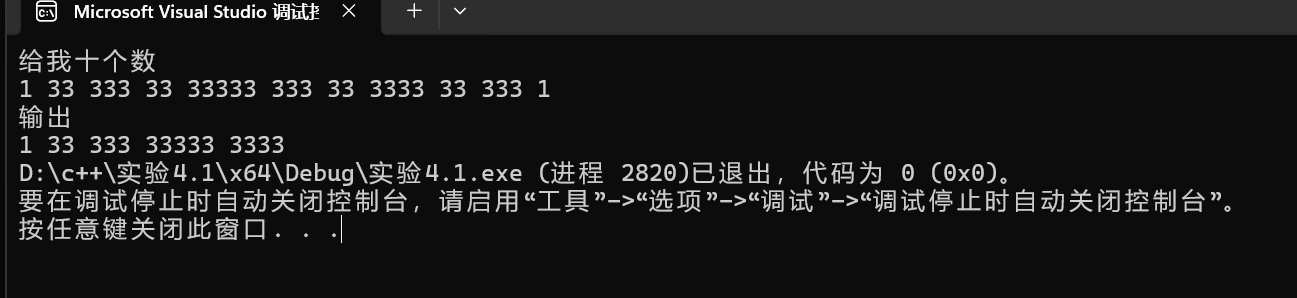 Microsoft Visual Studio 调试控
给我十个数
1 33 333 33 33333 333 33 3333 33 333 1
输出
1 33 333 33333 3333
D:\c++\实验4.1\x64\Debug\实验4.1.exe (进程 2820)已退出，代码为 0 (0x0)。
要在调试停止时自动关闭控制台，请启用“工具”->“选项”->“调试”->“调试停止时自动关闭控制台”。
按任意键关闭此窗口. . .